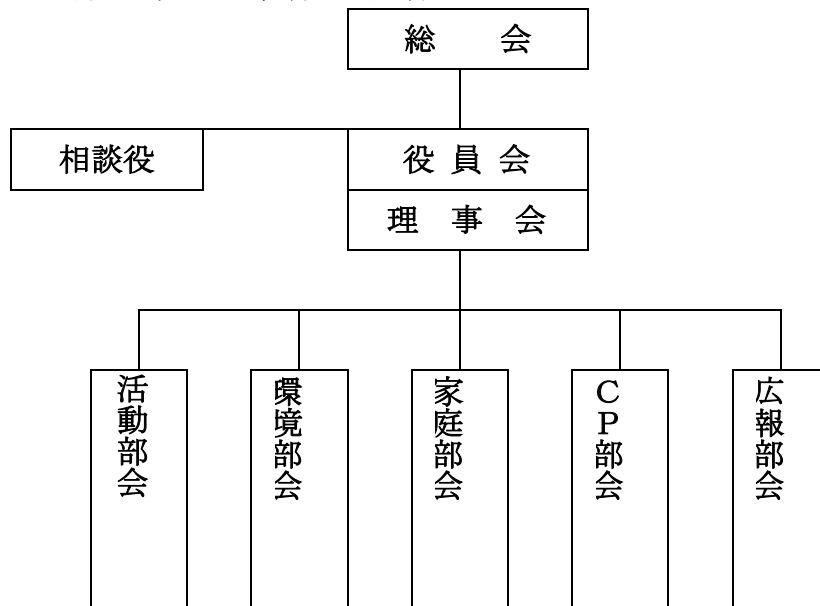 総　会
相談役
役員会
理事会
活動部会
環境部会
家庭部会
ＣＰ部会
広報部会